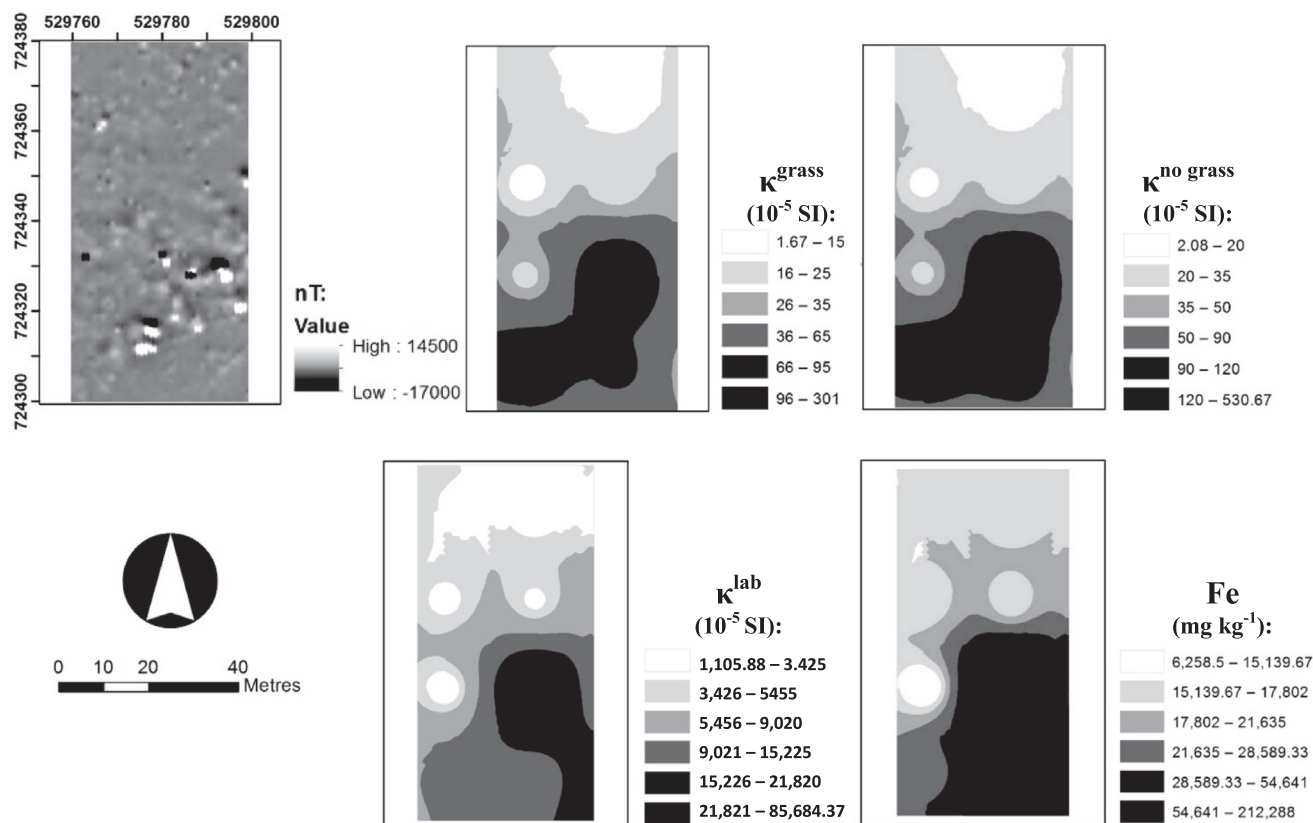 529760 529780 529800
724380
724360
724340
724320
724300
nT:
Value
High : 14500
Low : -17000
κgrass
(10-5 SI):
1.67 – 15
16 – 25
26 – 35
36 – 65
66 – 95
96 – 301
κno grass
(10-5 SI):
2.08 – 20
20 – 35
35 – 50
50 – 90
90 – 120
120 – 530.67
0 10 20 40
Metres
κlab
(10-5 SI):
1,105.88 – 3.425
3,426 – 5455
5,456 – 9,020
9,021 – 15,225
15,226 – 21,820
21,821 – 85,684.37
Fe
(mg kg-1):
6,258.5 – 15,139.67
15,139.67 – 17,802
17,802 – 21,635
21,635 – 28,589.33
28,589.33 – 54,641
54,641 – 212,288